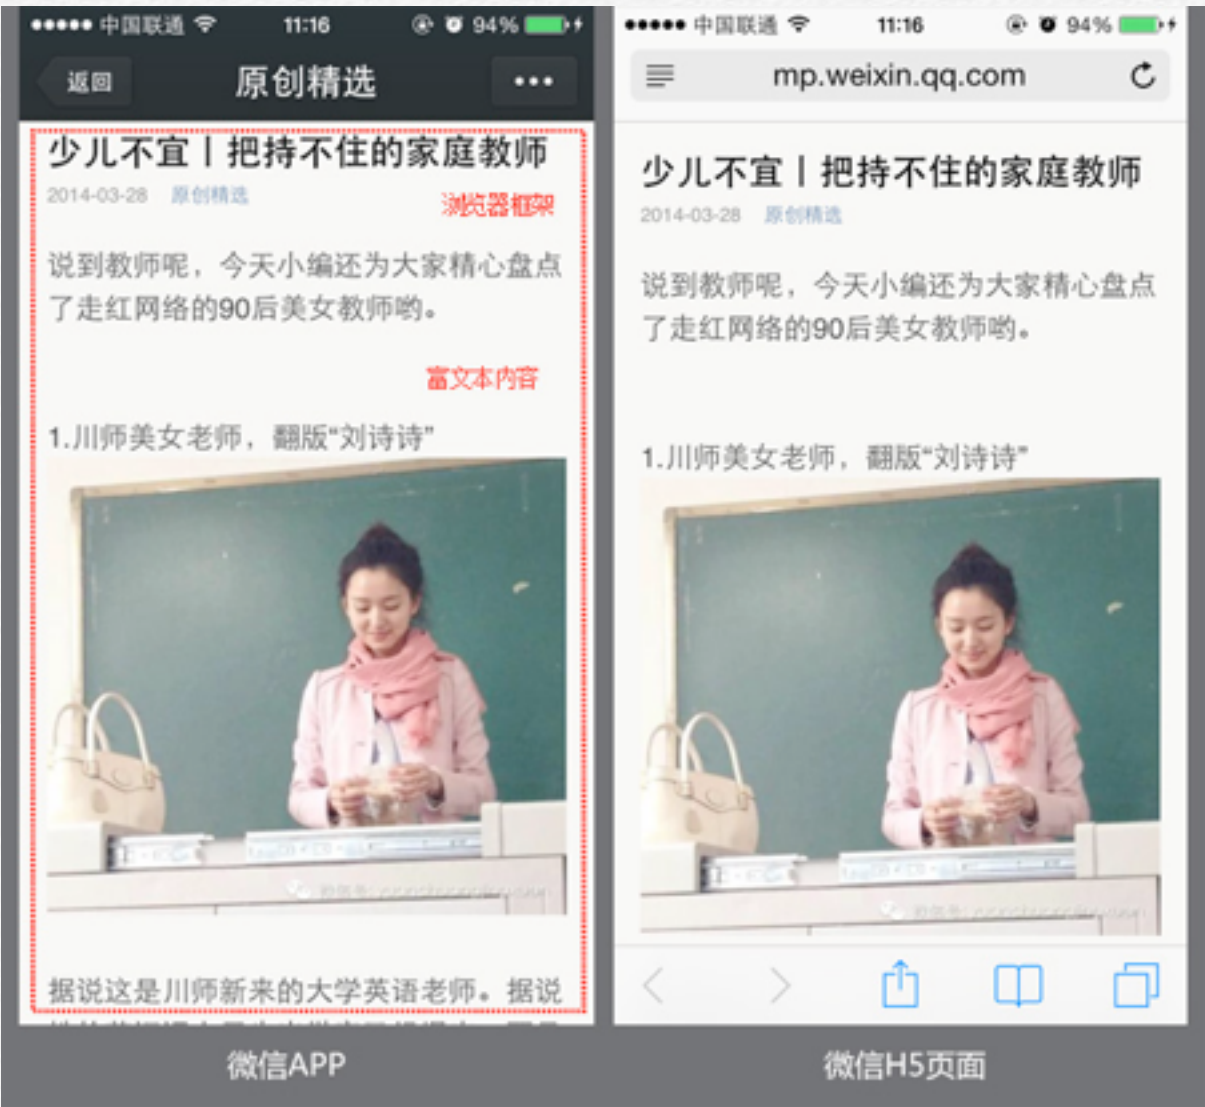 中国联通 11:16 94%
返回 原创精选
少儿不宜丨把持不住的家庭教师
2014-03-28 原创精选
浏览器框架
说到教师呢，今天小编还为大家精心盘点
了走红网络的90后美女教师哟。
富文本内容
1.川师美女老师，翻版“刘诗诗”
据说这是川师新来的大学英语老师。据说
微信APP
中国联通 11:16 94%
mp.weixin.qq.com
少儿不宜丨把持不住的家庭教师
2014-03-28 原创精选
说到教师呢，今天小编还为大家精心盘点
了走红网络的90后美女教师哟。
1.川师美女老师，翻版“刘诗诗”
微信H5页面